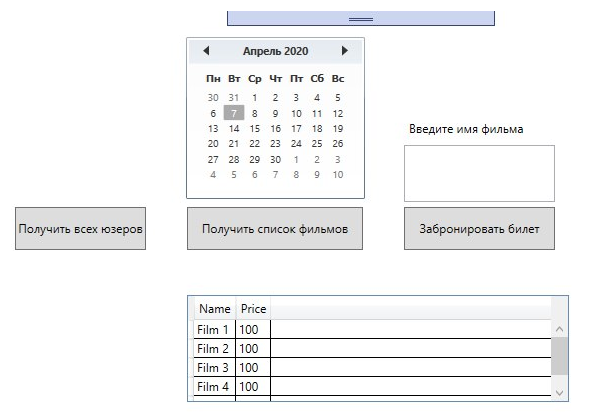 Апрель 2020
Пн Вт Ср Чт Пт Сб Вс
30 31 1 2 3 4 5
6 7 8 9 10 11 12
13 14 15 16 17 18 19
20 21 22 23 24 25 26
27 28 29 30 1 2 3
4 5 6 7 8 9 10
Введите имя фильма
Получить всех юзеров
Получить список фильмов
Забронировать билет
Name Price
Film 1 100
Film 2 100
Film 3 100
Film 4 100